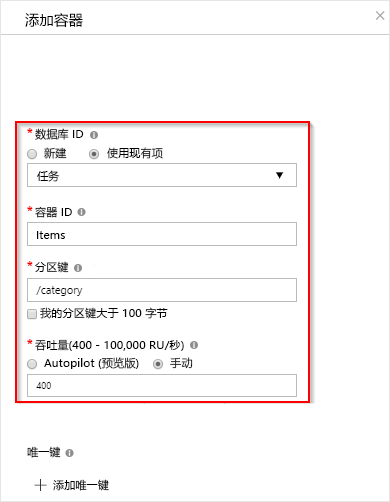 添加容器
* 数据库 ID
新建 使用现有项
任务
* 容器 ID
Items
* 分区键
/category
我的分区键大于 100 字节
* 吞吐量(400 - 100,000 RU/秒)
Autopilot (预览版) 手动
400
唯一键
添加唯一键